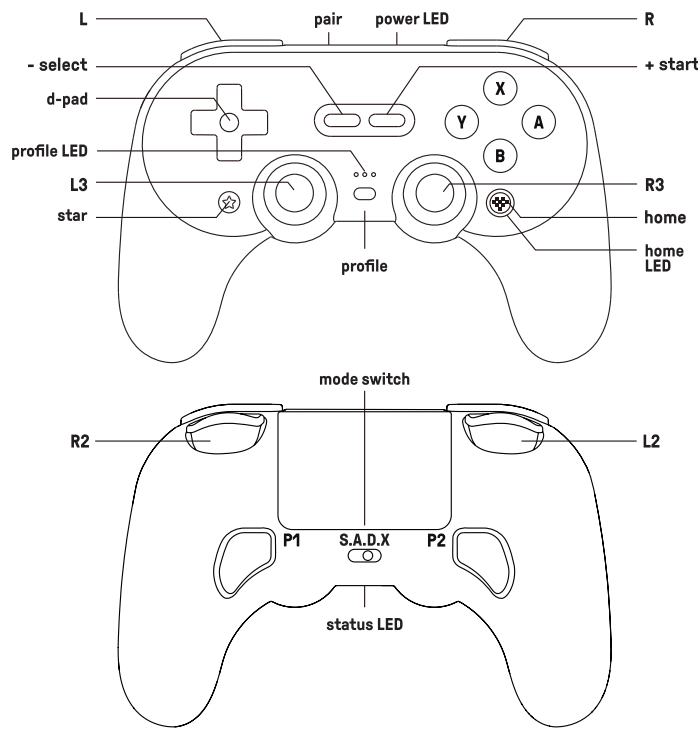 L
pair
power LED
R
- select
+ start
d-pad
X
Y
A
B
profile LED
L3
R3
star
home
home
LED
profile
mode switch
R2
L2
P1
S.A.D.X
P2
status LED